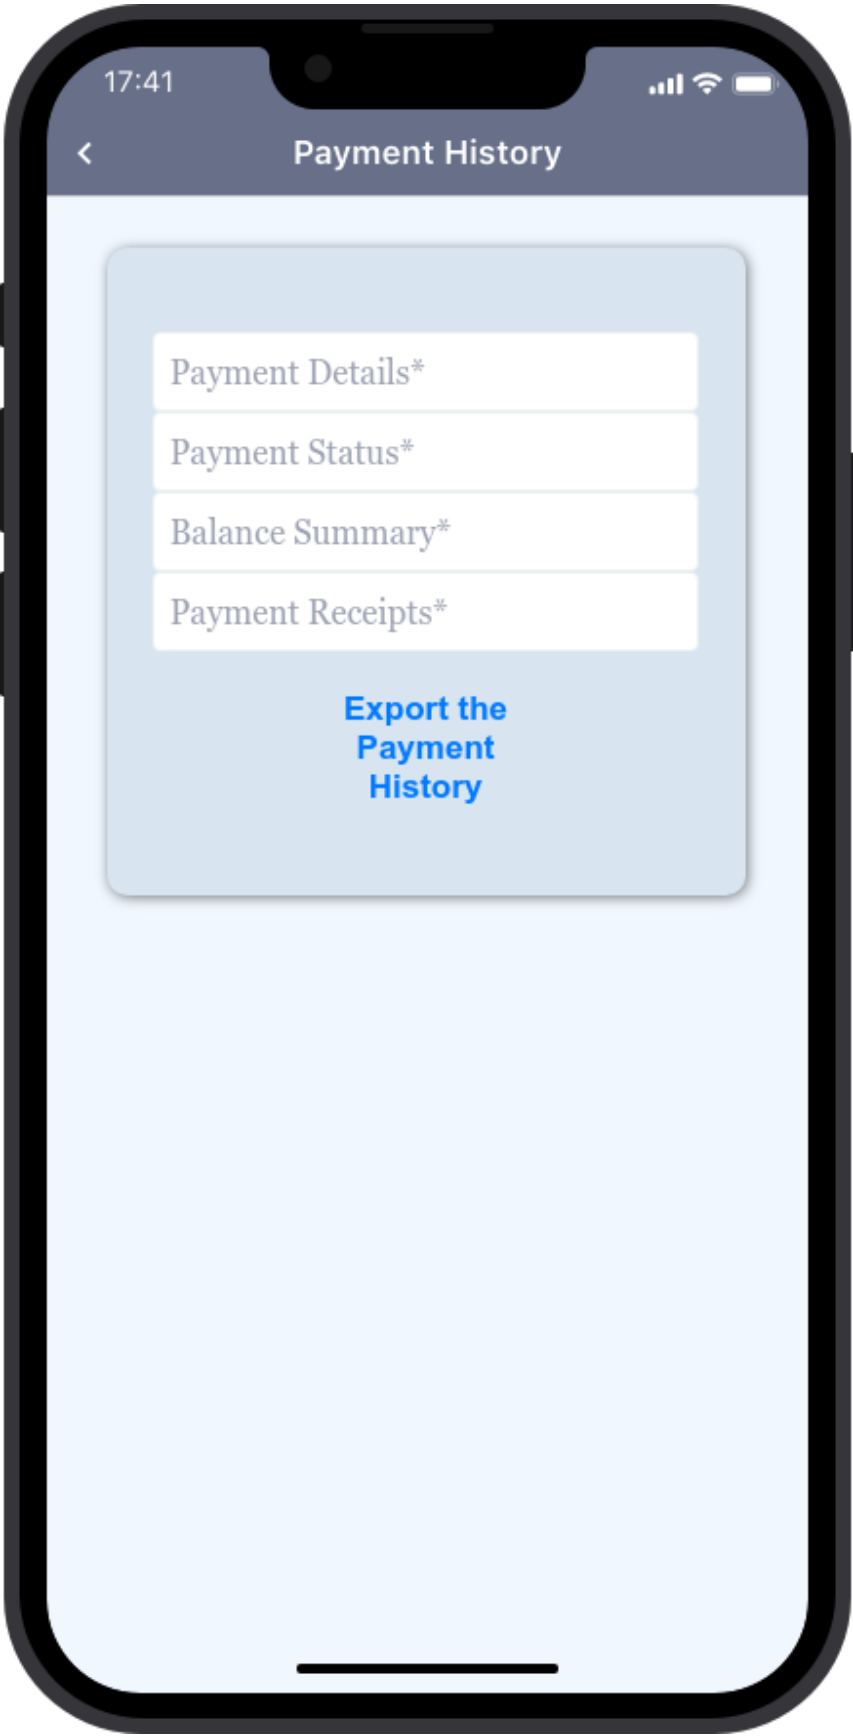 17:41
Payment History
Payment Details*
Payment Status*
Balance Summary*
Payment Receipts*
Export the
Payment
History